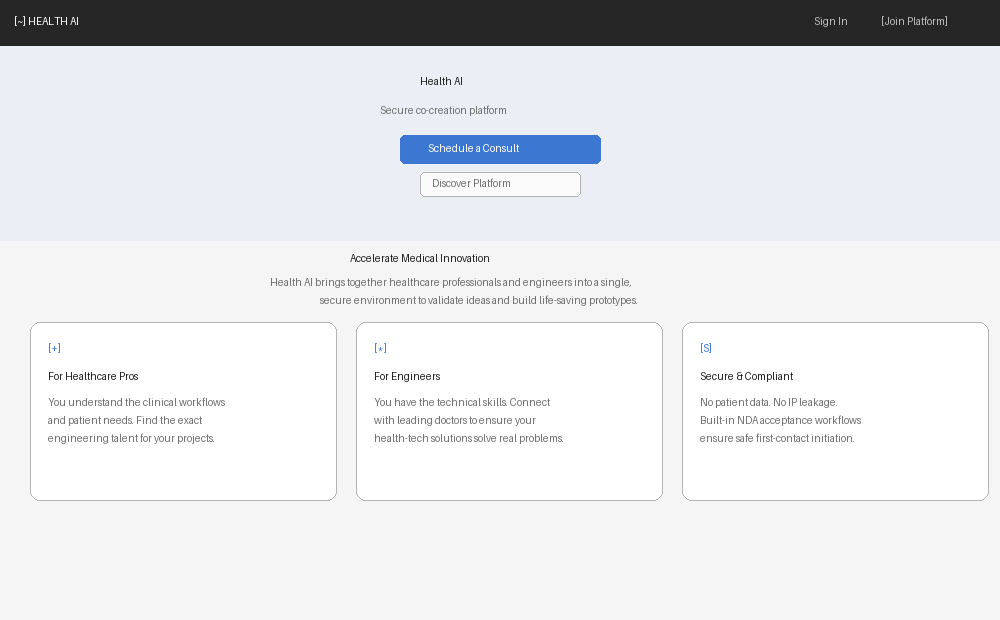 [~] HEALTH AI
Sign In
[Join Platform]
Health AI
Secure co-creation platform
Schedule a Consult
Discover Platform
Accelerate Medical Innovation
Health AI brings together healthcare professionals and engineers into a single,
secure environment to validate ideas and build life-saving prototypes.
[+]
For Healthcare Pros
You understand the clinical workflows
and patient needs. Find the exact
engineering talent for your projects.
[*]
For Engineers
You have the technical skills. Connect
with leading doctors to ensure your
health-tech solutions solve real problems.
[S]
Secure & Compliant
No patient data. No IP leakage.
Built-in NDA acceptance workflows
ensure safe first-contact initiation.